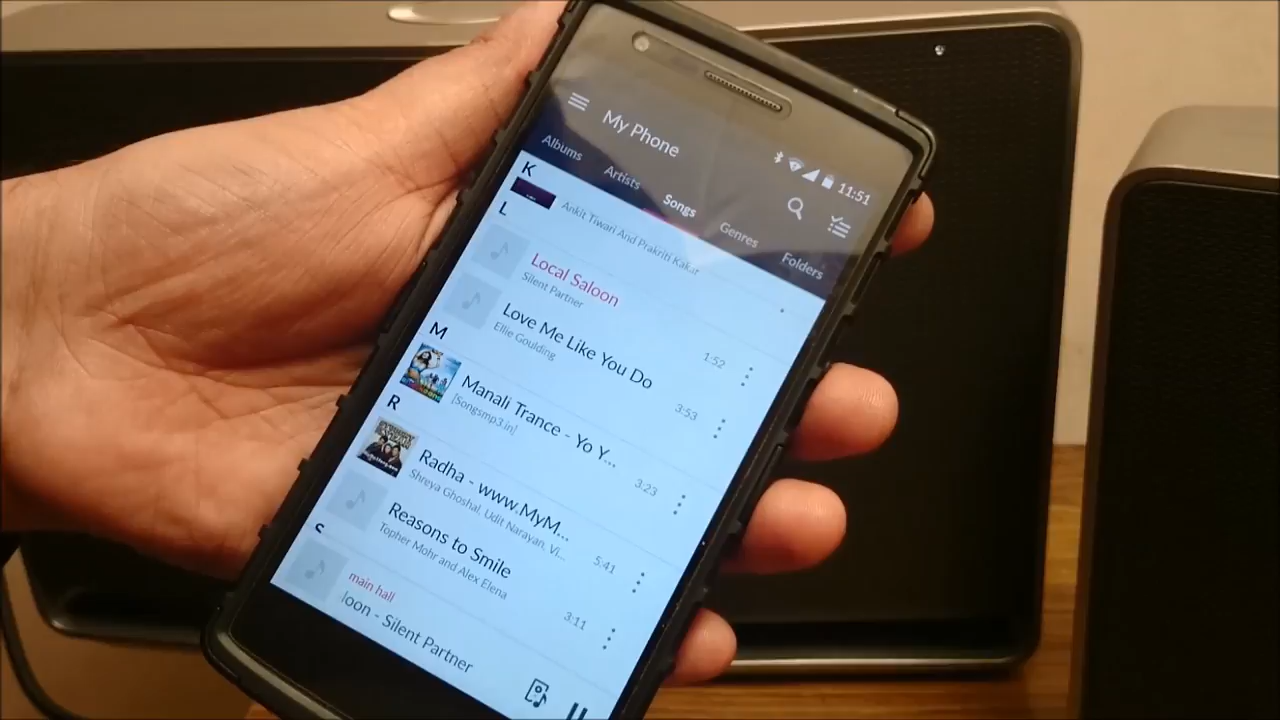 My Phone
11:51
Albums
Artists
Songs
Genres
Folders
K
Ankit Tiwari And Prakriti Kakar
L
Local Saloon
Silent Partner
1:52
Love Me Like You Do
Ellie Goulding
3:53
M
Manali Trance - Yo Y...
[Songsmp3.in]
3:23
R
Radha - www.MyM...
Shreya Ghoshal, Udit Narayan, Vi...
5:41
Reasons to Smile
Topher Mohr and Alex Elena
3:11
S
main hall
loon - Silent Partner